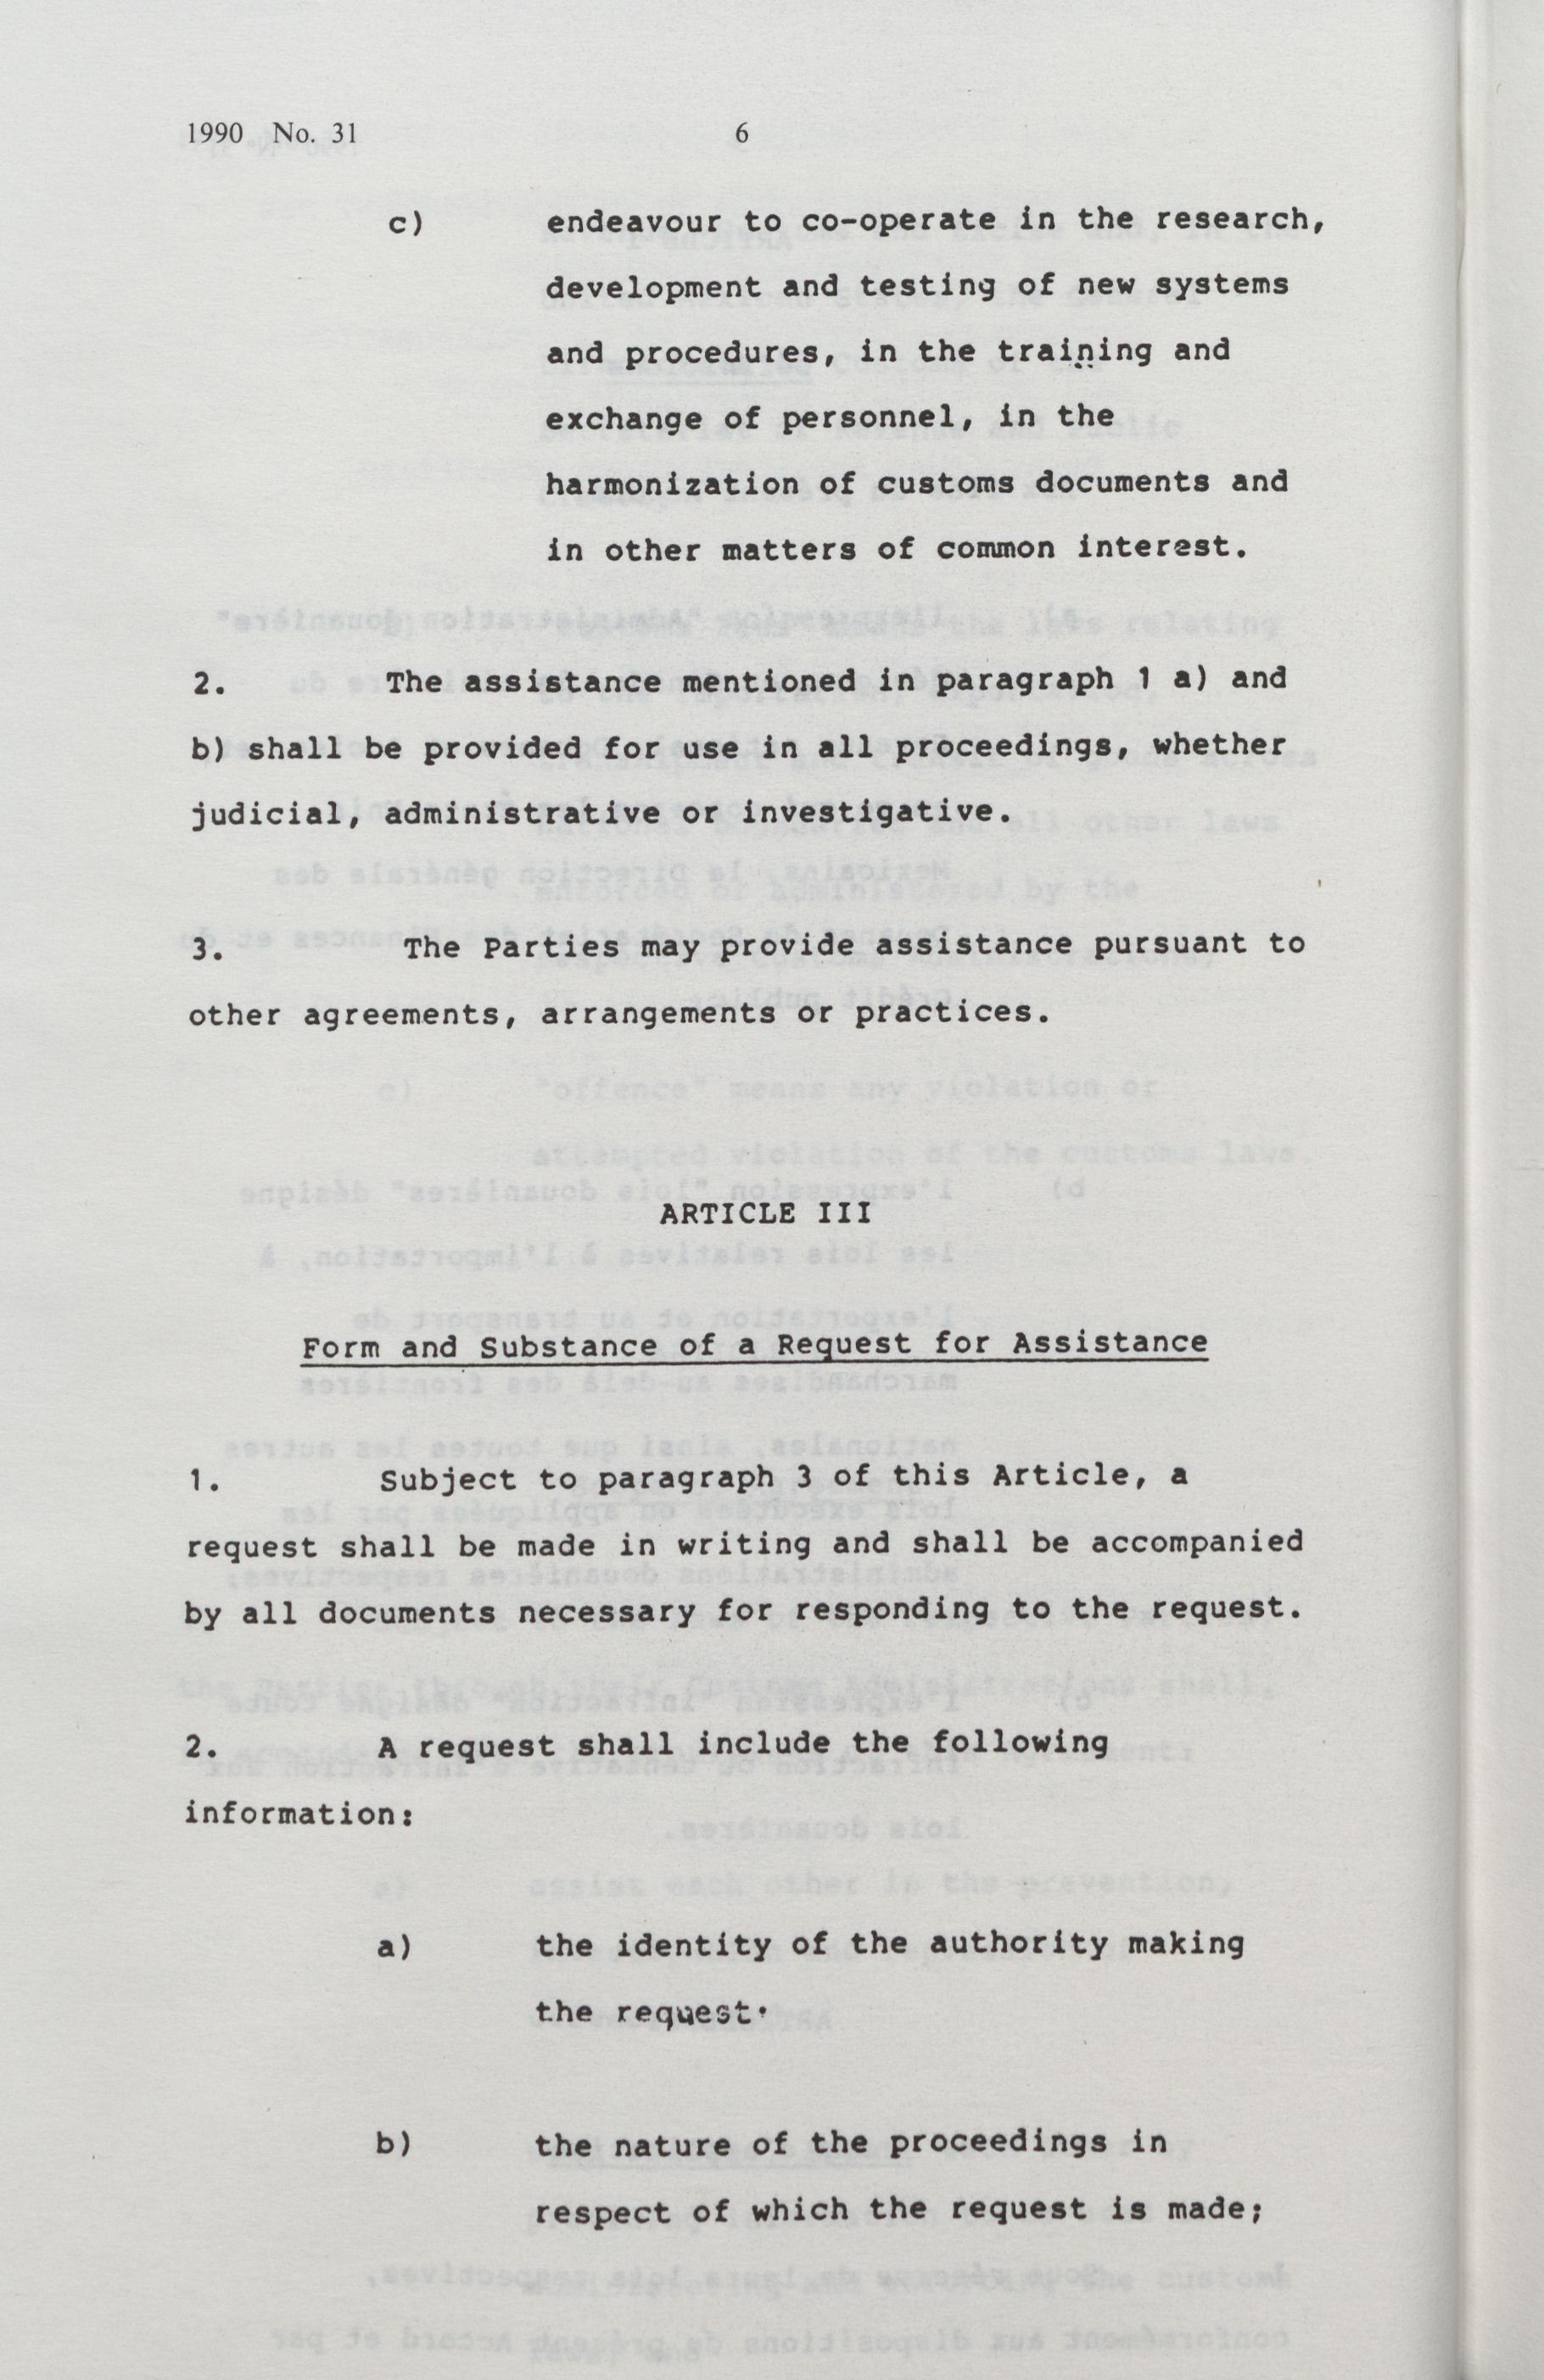 1990 No. 31
6
c) endeavour to co-operate in the research,
development and testing of new systems
and procedures, in the training and
exchange of personnel, in the
harmonization of customs documents and
in other matters of common interest.
2. The assistance mentioned in paragraph 1 a) and
b) shall be provided for use in all proceedings, whether
judicial, administrative or investigative.
3. The Parties may provide assistance pursuant to
other agreements, arrangements or practices.
ARTICLE III
Form and Substance of a Request for Assistance
1. Subject to paragraph 3 of this Article, a
request shall be made in writing and shall be accompanied
by all documents necessary for responding to the request.
2. A request shall include the following
information:
a) the identity of the authority making
the request·
b) the nature of the proceedings in
respect of which the request is made;